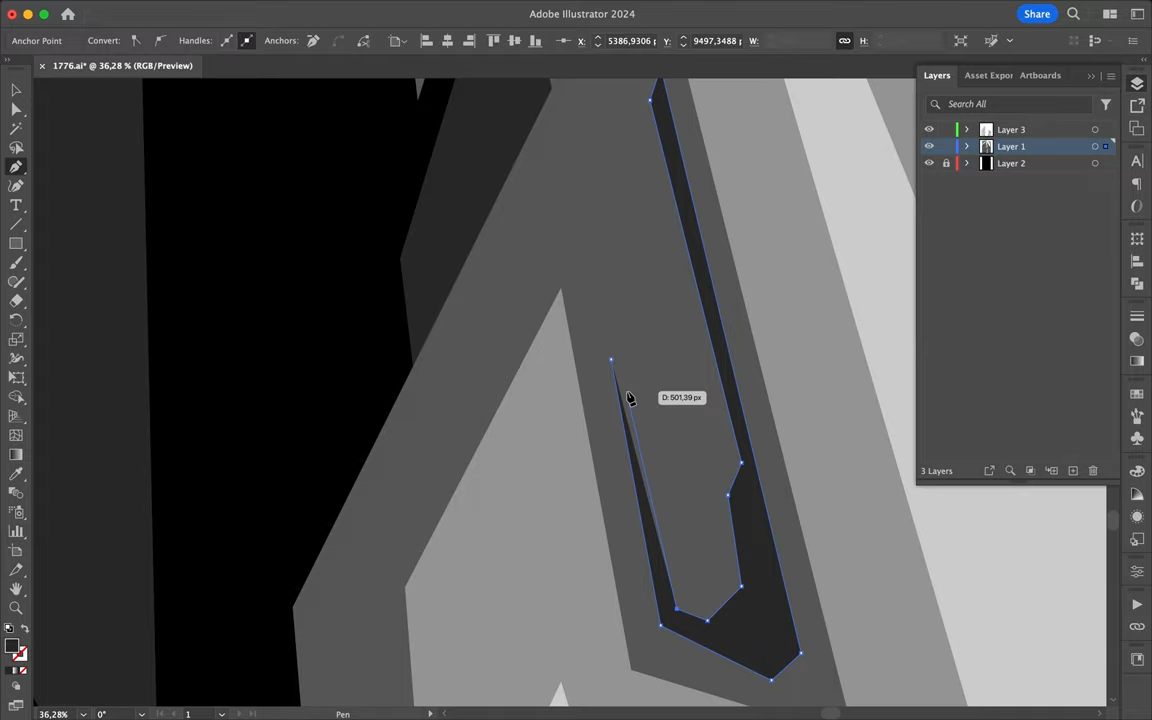 Adobe Illustrator 2024
Share
Anchor Point
Convert:
Handles:
Anchors:
X:
5386,9306 p
Y:
9497,3488 p
W:
H:
× 1776.ai* @ 36,28 % (RGB/Preview)
Layers
Asset Expor
Artboards
Search All
Layer 3
Layer 1
Layer 2
D: 501,39 px
3 Layers
36,28%
0°
1
Pen